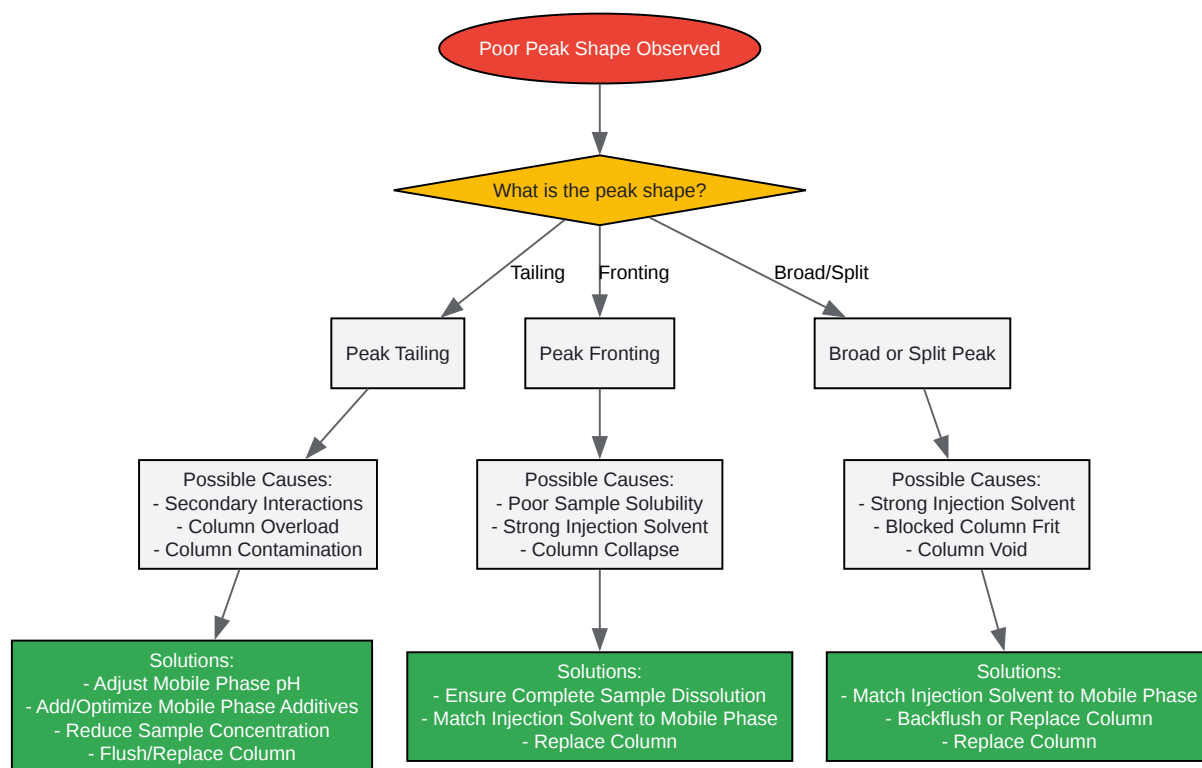 Poor Peak Shape Observed
What is the peak shape?
Tailing
Fronting
Broad/Split
Peak Tailing
Peak Fronting
Broad or Split Peak
Possible Causes:
- Secondary Interactions
- Column Overload
- Column Contamination
Possible Causes:
- Poor Sample Solubility
- Strong Injection Solvent
- Column Collapse
Possible Causes:
- Strong Injection Solvent
- Blocked Column Frit
- Column Void
Solutions:
- Adjust Mobile Phase pH
- Add/Optimize Mobile Phase Additives
- Reduce Sample Concentration
- Flush/Replace Column
Solutions:
- Ensure Complete Sample Dissolution
- Match Injection Solvent to Mobile Phase
- Replace Column
Solutions:
- Match Injection Solvent to Mobile Phase
- Backflush or Replace Column
- Replace Column